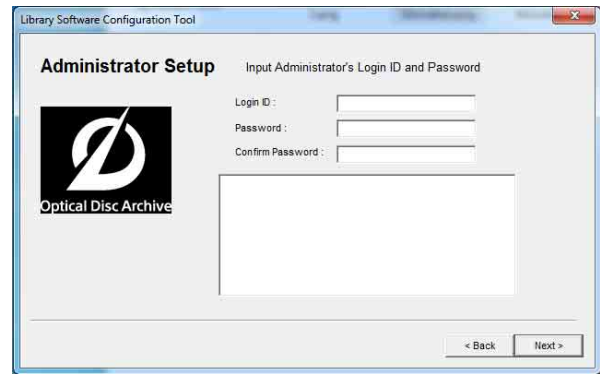 Library Software Configuration Tool
Administrator Setup
Input Administrator's Login ID and Password
Login ID :
Password :
Confirm Password :
Optical Disc Archive
< Back
Next >